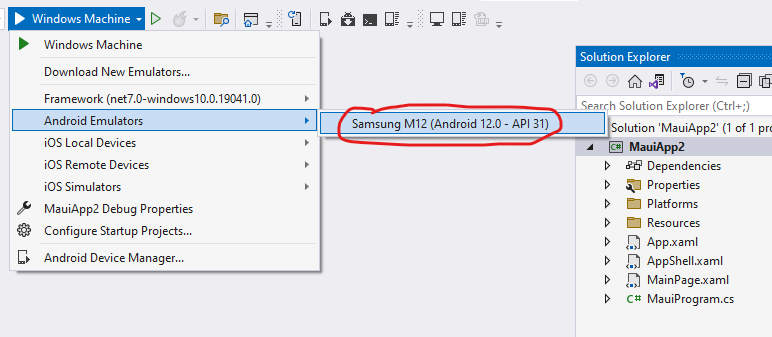 Windows Machine
Windows Machine
Download New Emulators...
Framework (net7.0-windows10.0.19041.0)
Android Emulators
Samsung M12 (Android 12.0 - API 31)
iOS Local Devices
iOS Remote Devices
iOS Simulators
MauiApp2 Debug Properties
Configure Startup Projects...
Android Device Manager...
Solution Explorer
Search Solution Explorer (Ctrl+;)
Solution 'MauiApp2' (1 of 1 pro
C# MauiApp2
Dependencies
Properties
Platforms
Resources
App.xaml
AppShell.xaml
MainPage.xaml
C# MauiProgram.cs